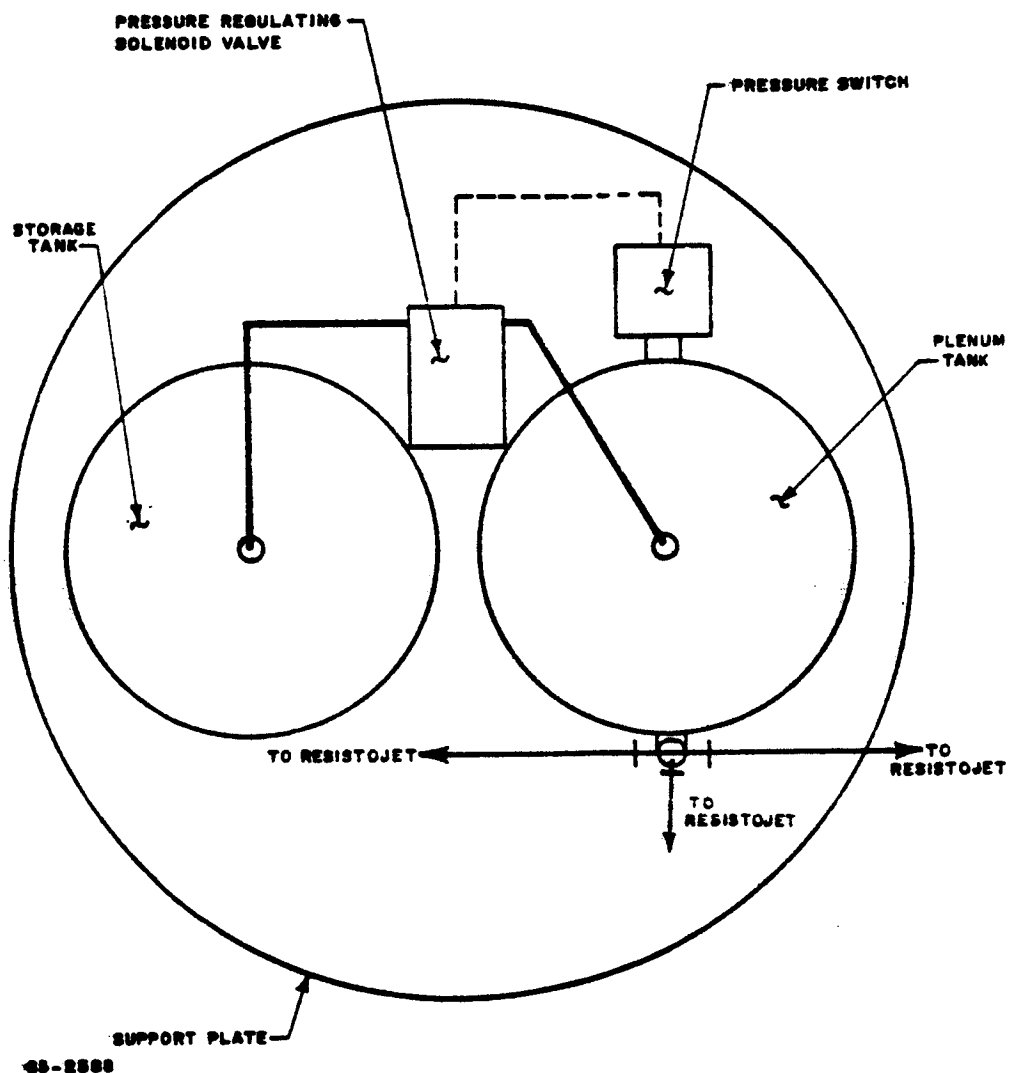 PRESSURE REGULATING
SOLENOID VALVE
PRESSURE SWITCH
STORAGE
TANK
PLENUM
TANK
TO RESISTOJET
TO
RESISTOJET
TO
RESISTOJET
SUPPORT PLATE